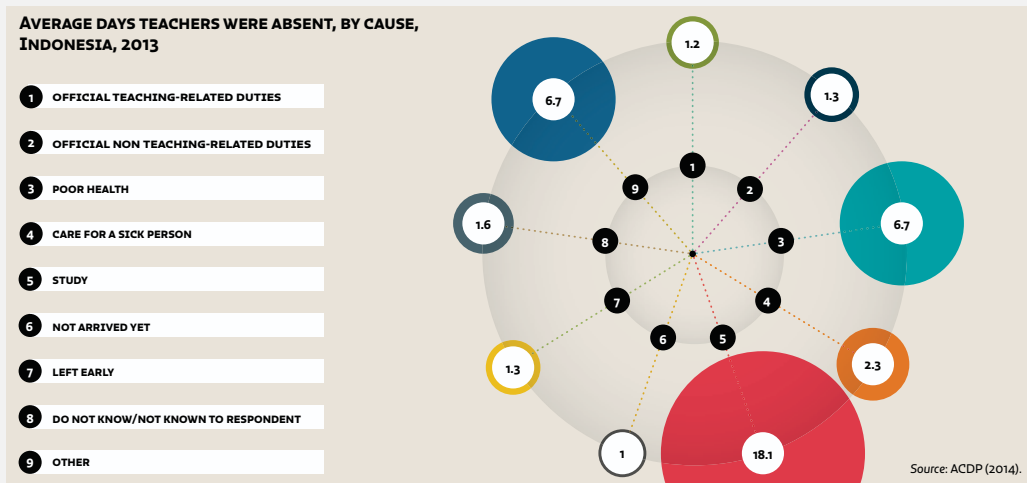 AVERAGE DAYS TEACHERS WERE ABSENT, BY CAUSE,
INDONESIA, 2013
1 OFFICIAL TEACHING-RELATED DUTIES
2 OFFICIAL NON TEACHING-RELATED DUTIES
3 POOR HEALTH
4 CARE FOR A SICK PERSON
5 STUDY
6 NOT ARRIVED YET
7 LEFT EARLY
8 DO NOT KNOW/NOT KNOWN TO RESPONDENT
9 OTHER
1.2
1.3
6.7
2.3
18.1
1
1.3
1.6
6.7
1
2
3
4
5
6
7
8
9
Source: ACDP (2014).